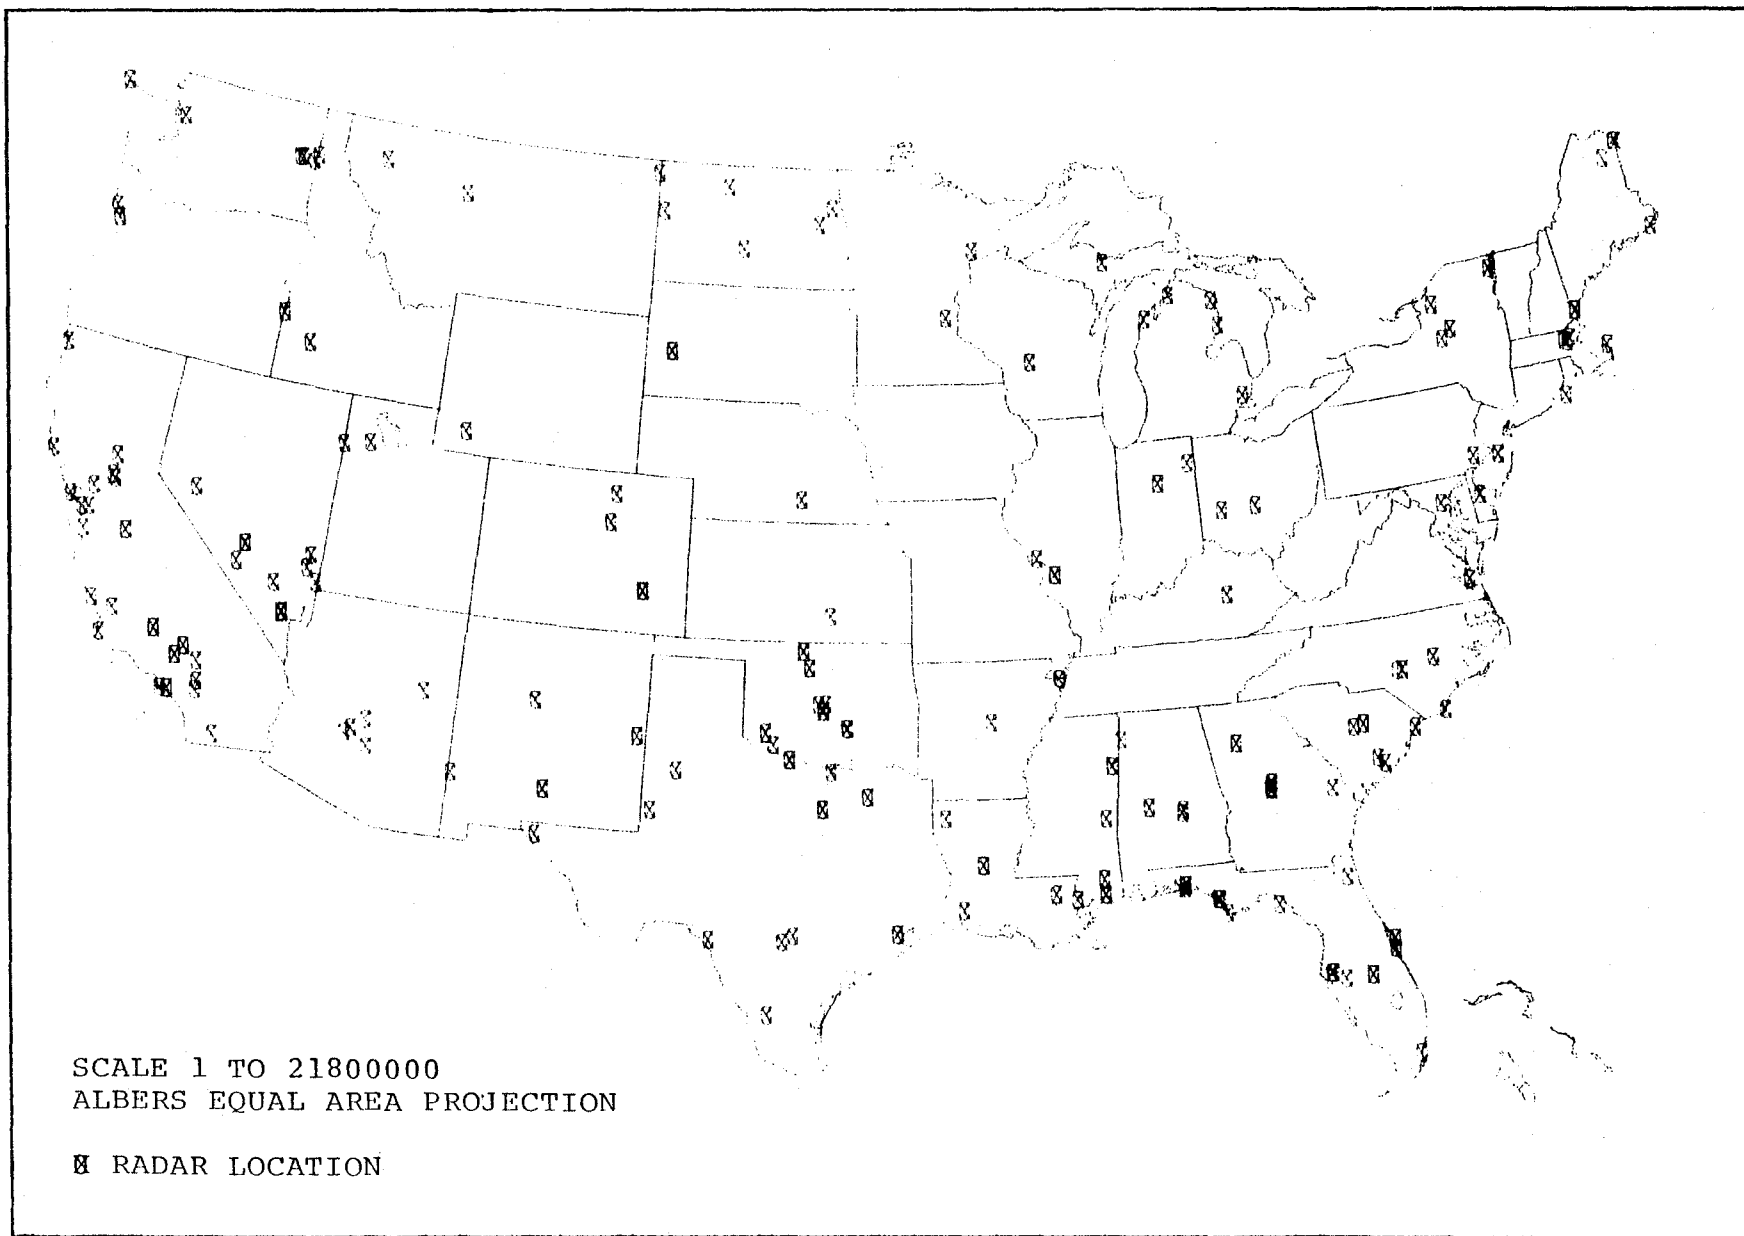 SCALE 1 TO 21800000
ALBERS EQUAL AREA PROJECTION
RADAR LOCATION